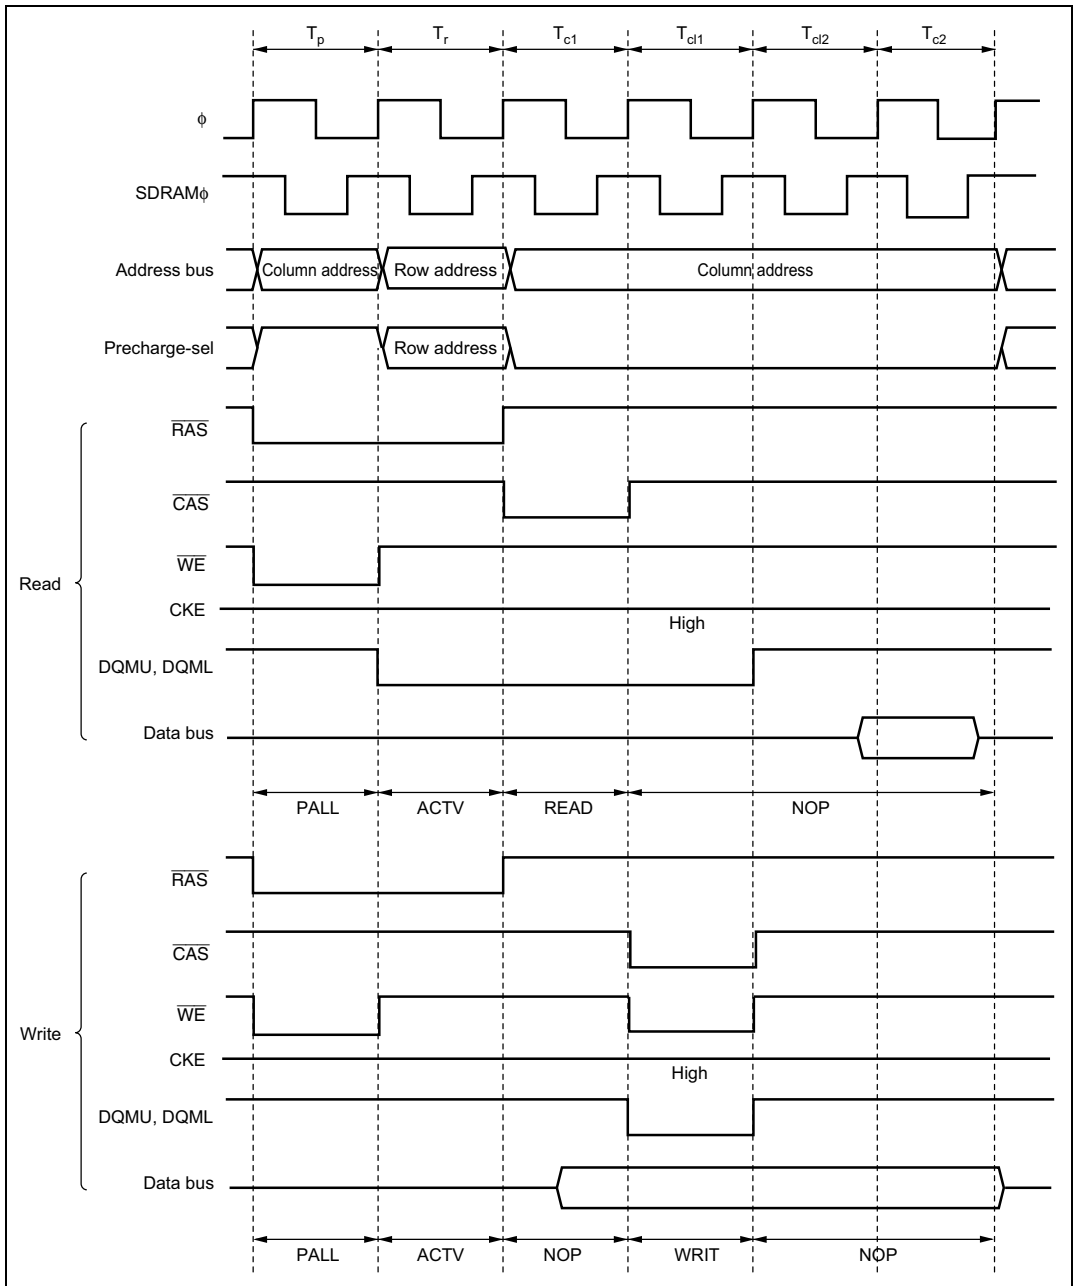 Tp Tr Tc1 Tcl1 Tcl2 Tc2
ϕ
SDRAMϕ
Address bus Column address Row address Column address
Precharge-sel Row address
Read
RAS
CAS
WE
CKE
High
DQMU, DQML
Data bus
PALL ACTV READ NOP
Write
RAS
CAS
WE
CKE
High
DQMU, DQML
Data bus
PALL ACTV NOP WRIT NOP